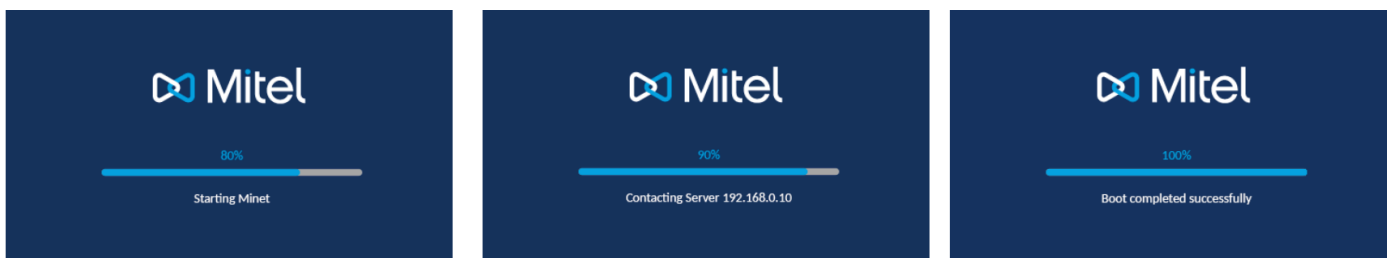 Mitel
80%
Starting Minet
Mitel
90%
Contacting Server 192.168.0.10
Mitel
100%
Boot completed successfully